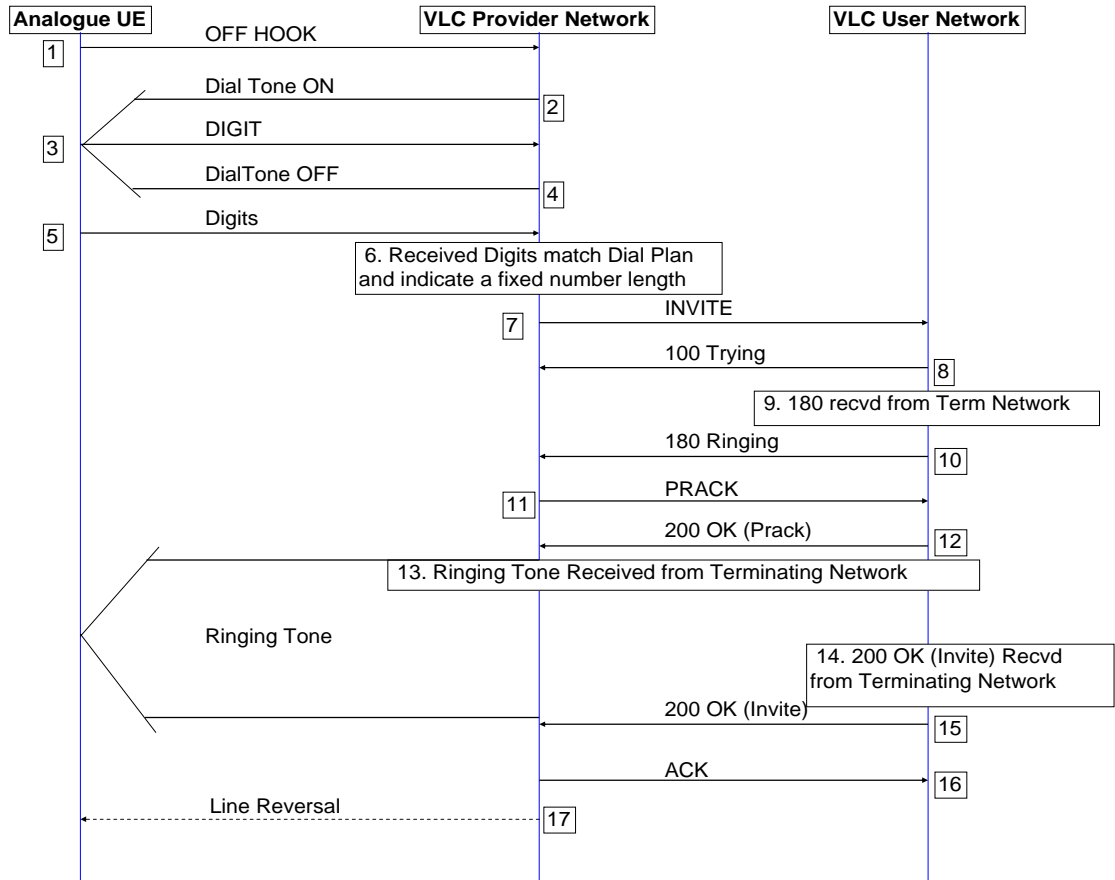 Analogue UE
VLC Provider Network
VLC User Network
OFF HOOK
1
Dial Tone ON
2
DIGIT
3
DialTone OFF
4
Digits
5
6. Received Digits match Dial Plan
and indicate a fixed number length
INVITE
7
100 Trying
8
9. 180 recvd from Term Network
180 Ringing
10
PRACK
11
200 OK (Prack)
12
13. Ringing Tone Received from Terminating Network
Ringing Tone
14. 200 OK (Invite) Recvd
from Terminating Network
200 OK (Invite)
15
ACK
16
Line Reversal
17